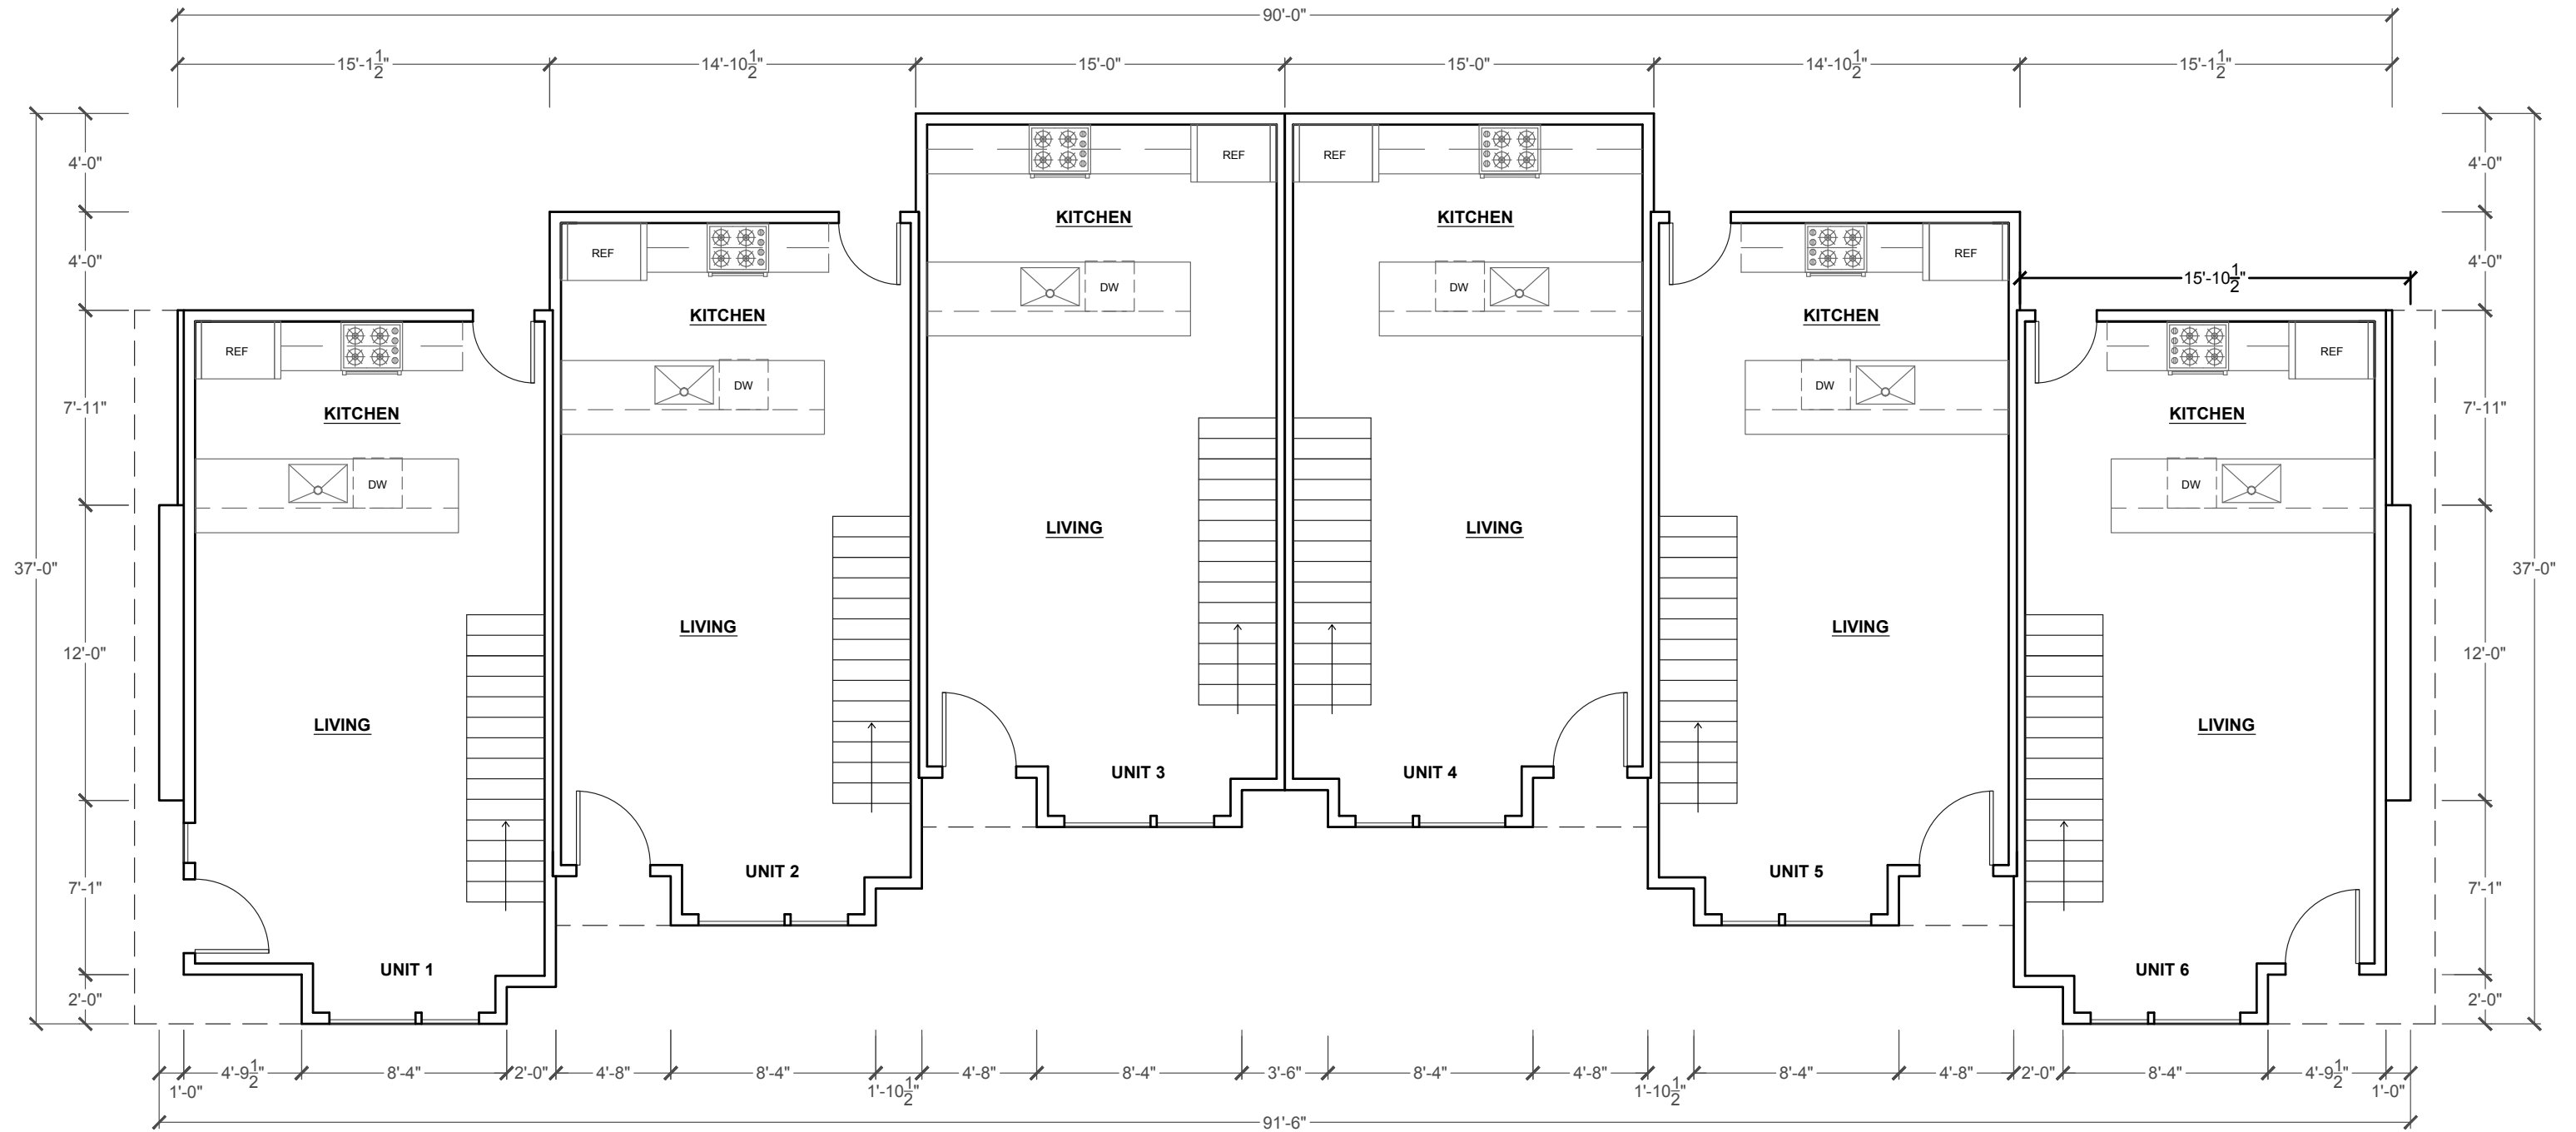 90'-0"
15'-1 1/2" 14'-10 1/2" 15'-0" 15'-0" 14'-10 1/2" 15'-1 1/2"
4'-0" REF REF 4'-0"
KITCHEN KITCHEN
4'-0" REF REF 4'-0"
DW DW 15'-10 1/2"
KITCHEN KITCHEN
REF REF
DW DW
7'-11" KITCHEN KITCHEN 7'-11"
DW DW
LIVING LIVING
37'-0" 37'-0"
LIVING LIVING
12'-0" 12'-0"
LIVING LIVING
UNIT 3 UNIT 4
UNIT 2 UNIT 5
7'-1" 7'-1"
UNIT 1 UNIT 6
2'-0" 2'-0"
4'-9 1/2" 8'-4" 2'-0" 4'-8" 8'-4" 4'-8" 8'-4" 3'-6" 8'-4" 4'-8" 8'-4" 4'-8" 2'-0" 8'-4" 4'-9 1/2"
1'-0" 1'-10 1/2" 1'-10 1/2" 1'-0"
91'-6"